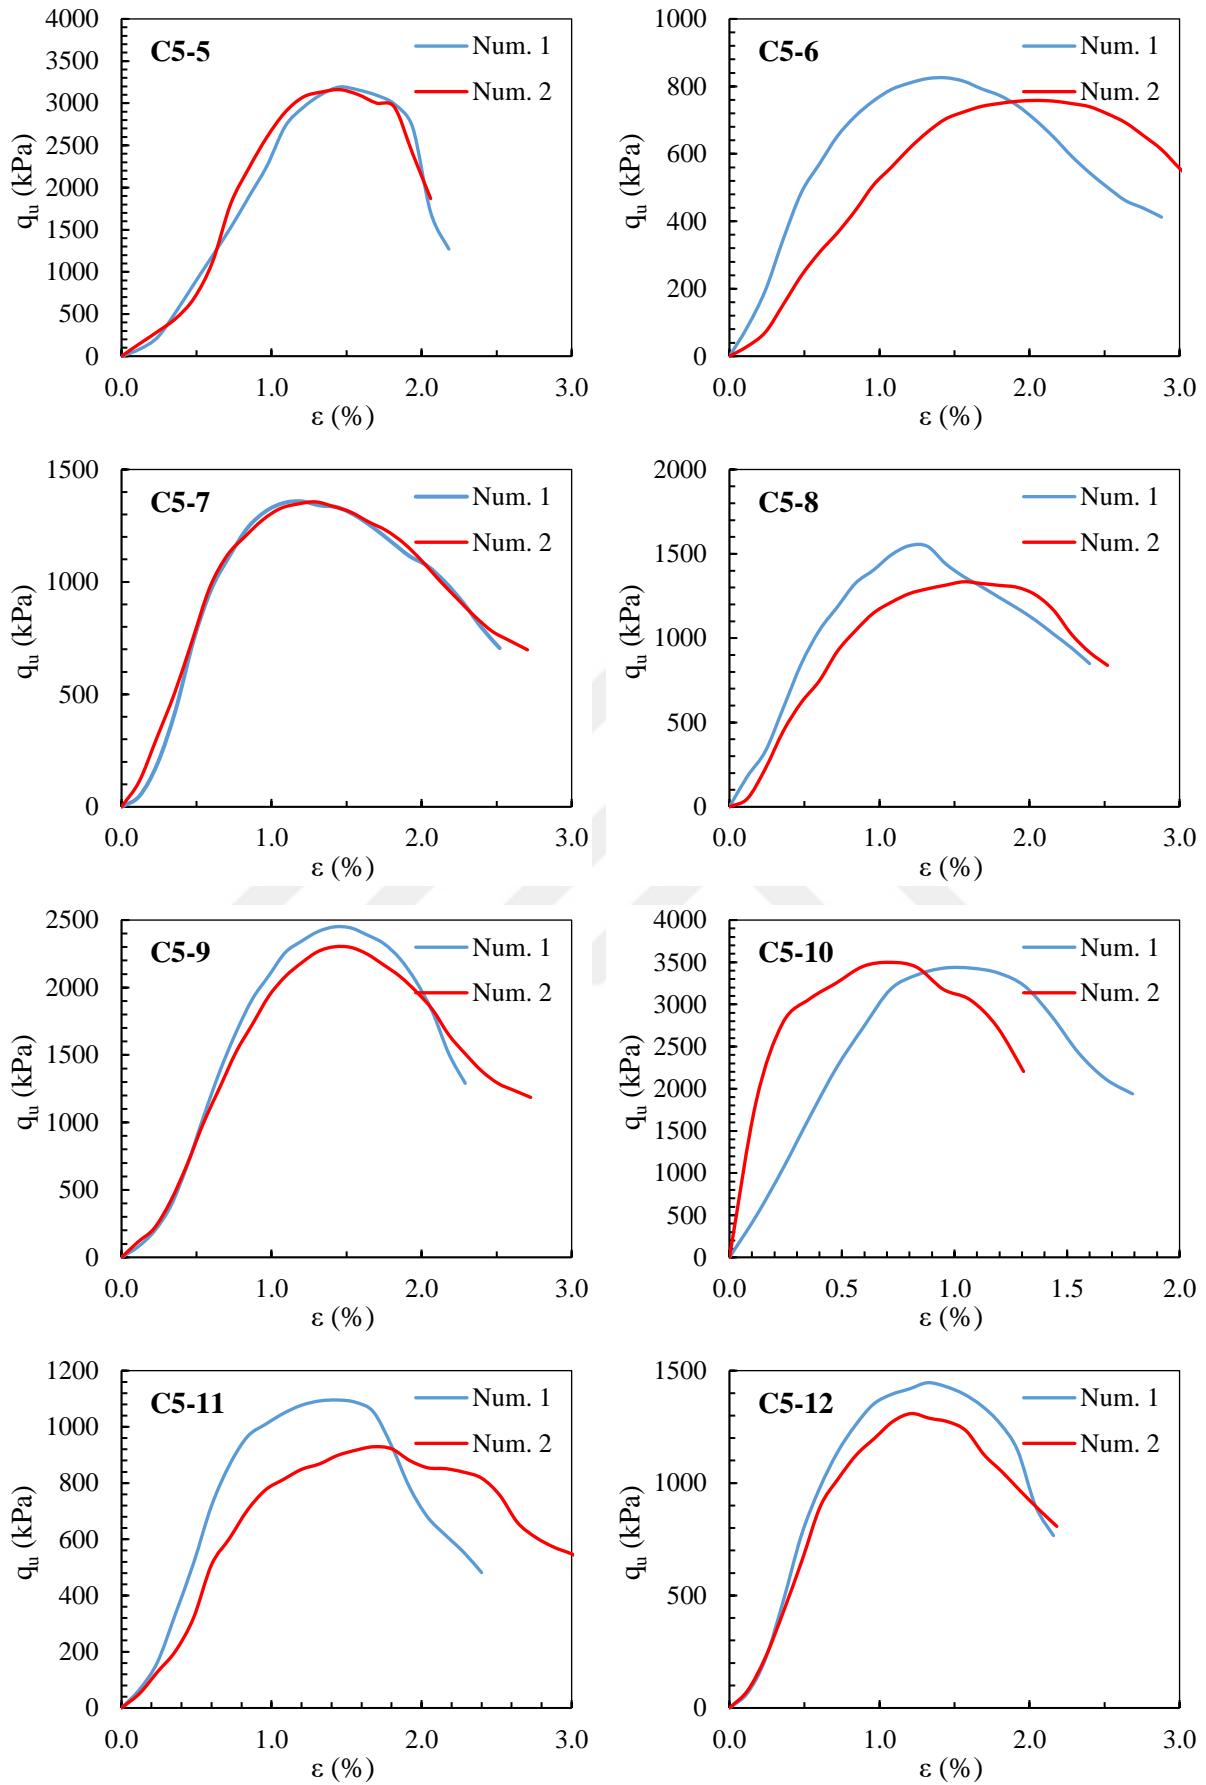 C5-5
Num. 1
Num. 2
4000
3500
3000
2500
2000
1500
1000
500
0
0.0 1.0 2.0 3.0
qu (kPa)
ε (%)
C5-6
Num. 1
Num. 2
1000
800
600
400
200
0
0.0 1.0 2.0 3.0
qu (kPa)
ε (%)
C5-7
Num. 1
Num. 2
1500
1000
500
0
0.0 1.0 2.0 3.0
qu (kPa)
ε (%)
C5-8
Num. 1
Num. 2
2000
1500
1000
500
0
0.0 1.0 2.0 3.0
qu (kPa)
ε (%)
C5-9
Num. 1
Num. 2
2500
2000
1500
1000
500
0
0.0 1.0 2.0 3.0
qu (kPa)
ε (%)
C5-10
Num. 1
Num. 2
4000
3500
3000
2500
2000
1500
1000
500
0
0.0 0.5 1.0 1.5 2.0
qu (kPa)
ε (%)
C5-11
Num. 1
Num. 2
1200
1000
800
600
400
200
0
0.0 1.0 2.0 3.0
qu (kPa)
ε (%)
C5-12
Num. 1
Num. 2
1500
1000
500
0
0.0 1.0 2.0 3.0
qu (kPa)
ε (%)